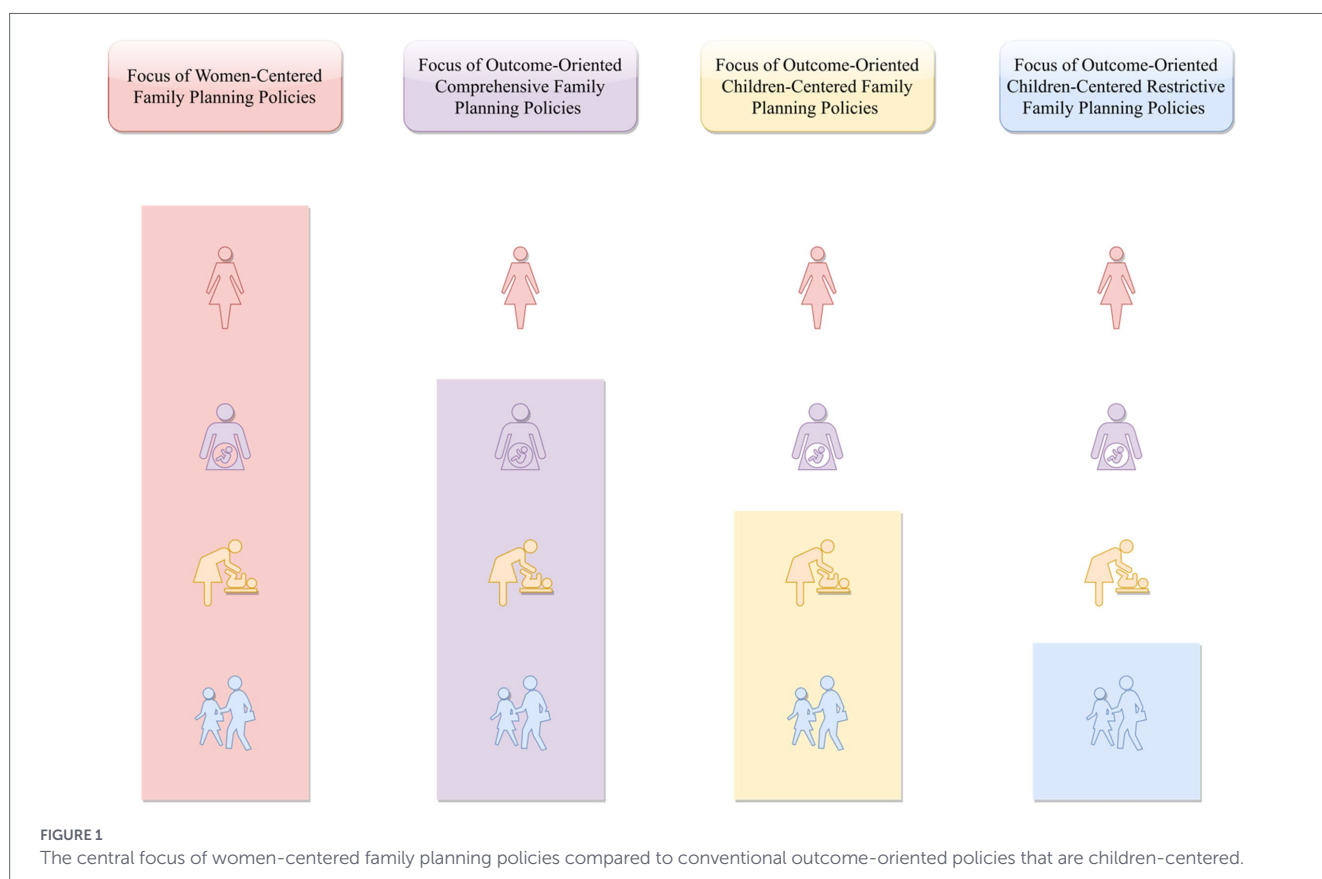 Focus of Women-Centered
Family Planning Policies
Focus of Outcome-Oriented
Comprehensive Family
Planning Policies
Focus of Outcome-Oriented
Children-Centered Family
Planning Policies
Focus of Outcome-Oriented
Children-Centered Restrictive
Family Planning Policies
FIGURE 1
The central focus of women-centered family planning policies compared to conventional outcome-oriented policies that are children-centered.